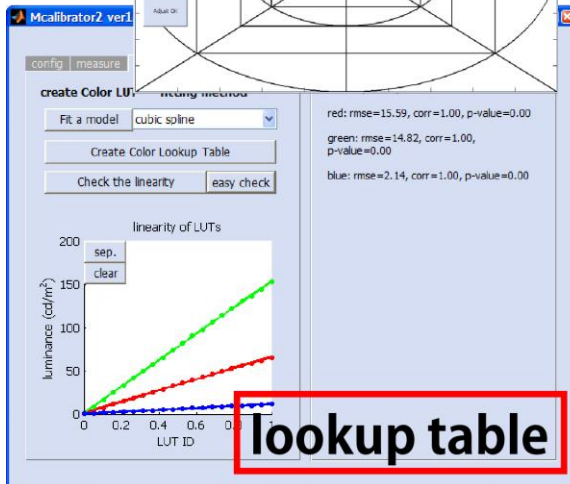 Adjust OK
Mcalibrator2 ver1
config
measure
create Color LU
fitting method
Fit a model
cubic spline
Create Color Lookup Table
Check the linearity
easy check
red: rmse=15.59, corr=1.00, p-value=0.00
green: rmse=14.82, corr=1.00,
p-value=0.00
blue: rmse=2.14, corr=1.00, p-value=0.00
linearity of LUTs
sep.
clear
200
150
100
50
0
luminance (cd/m²)
0 0.2 0.4 0.6 0.8 1
LUT ID
lookup table